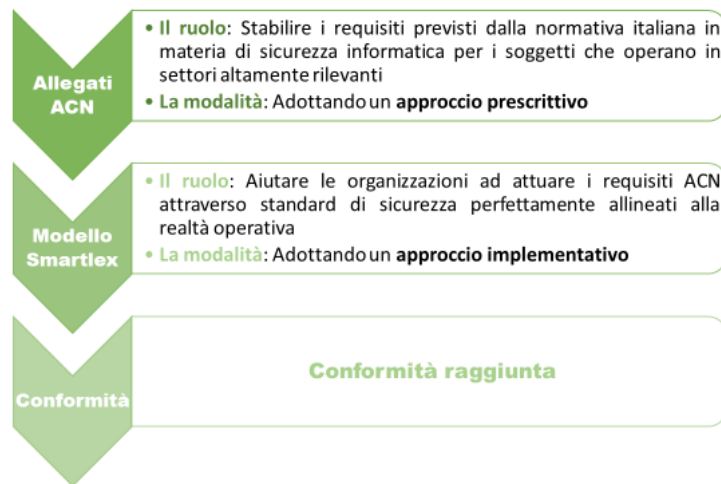 Allegati
ACN
• Il ruolo: Stabilire i requisiti previsti dalla normativa italiana in
materia di sicurezza informatica per i soggetti che operano in
settori altamente rilevanti
• La modalità: Adottando un approccio prescrittivo
Modello
Smartlex
• Il ruolo: Aiutare le organizzazioni ad attuare i requisiti ACN
attraverso standard di sicurezza perfettamente allineati alla
realtà operativa
• La modalità: Adottando un approccio implementativo
Conformità
Conformità raggiunta